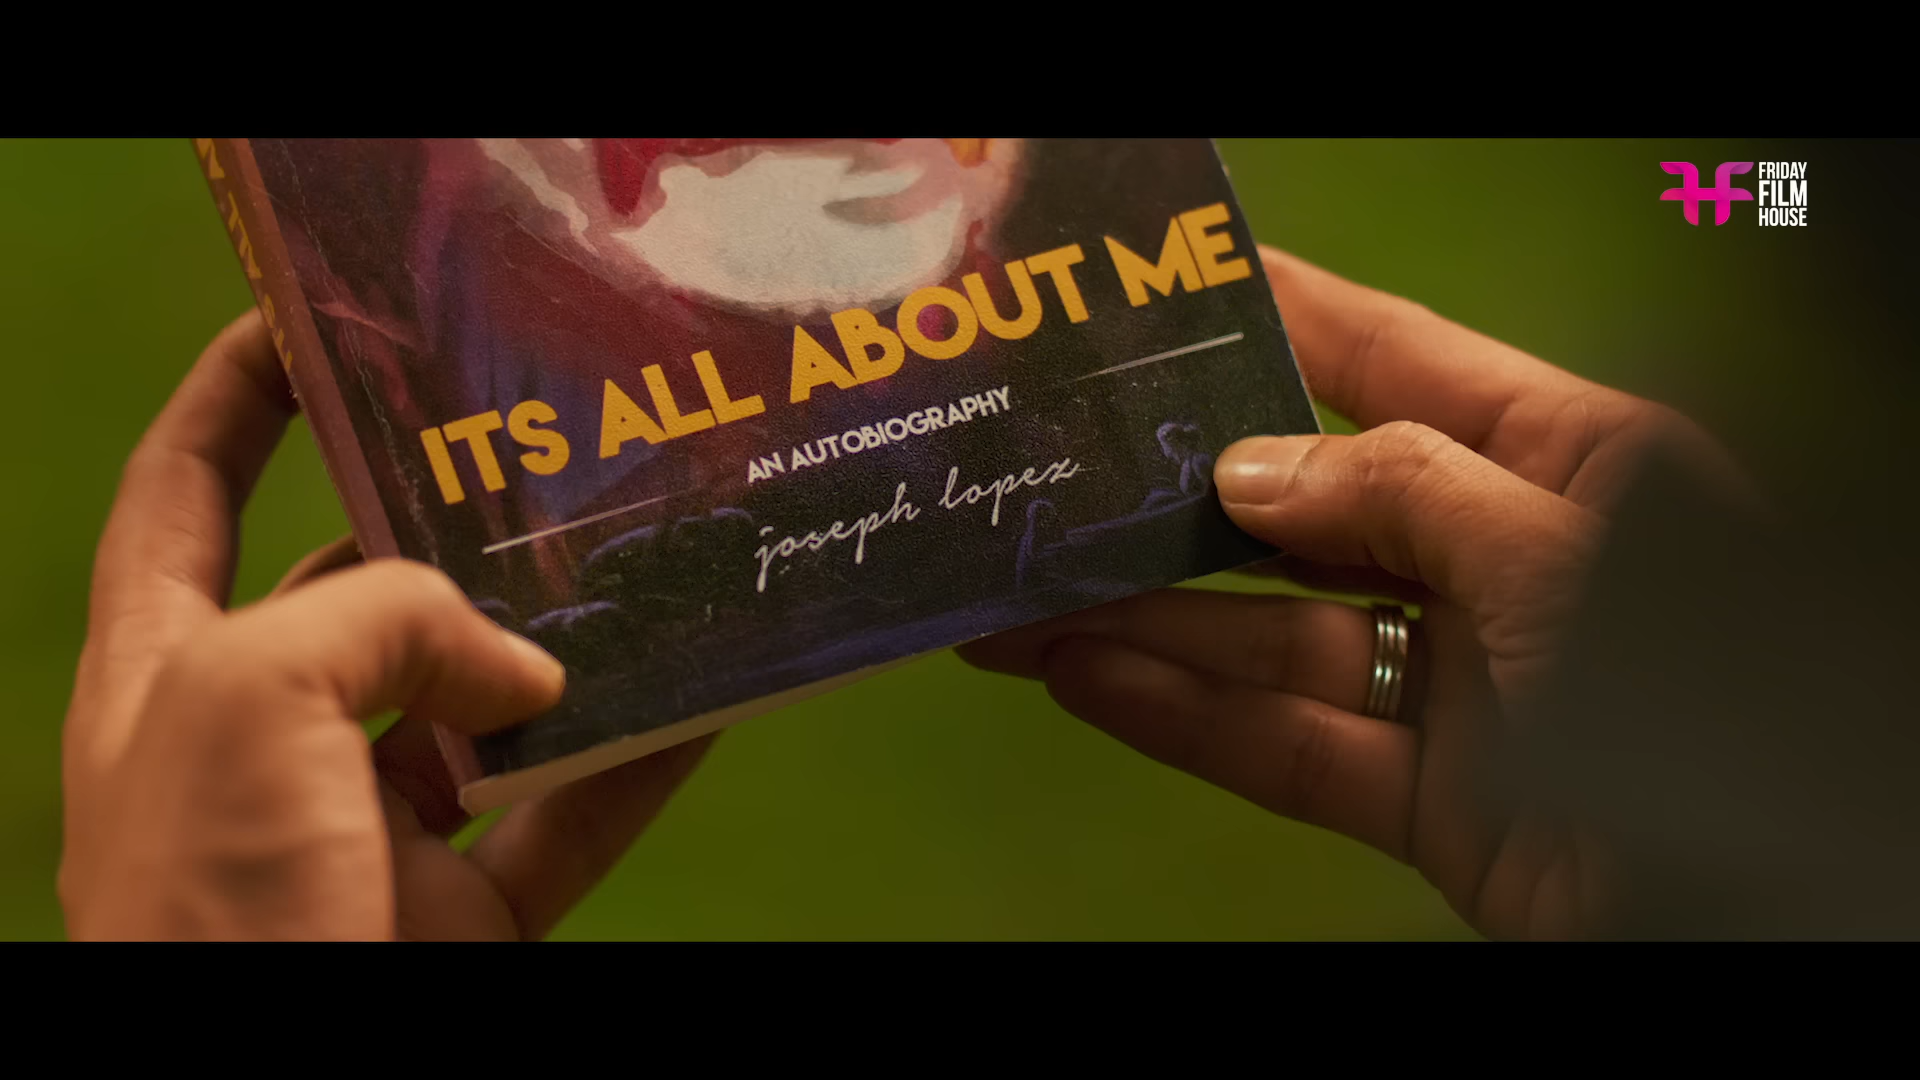 ITS ALL ABOUT ME
AN AUTOBIOGRAPHY
joseph lopez
FRIDAY
FILM
HOUSE